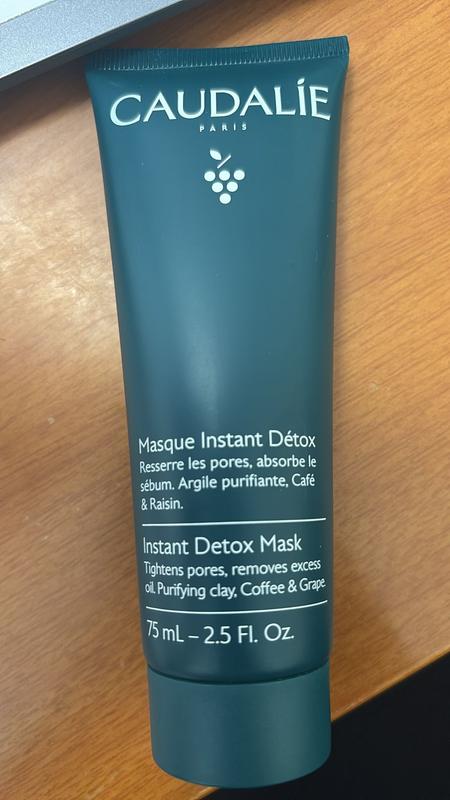 CAUDALÍE
PARIS
Masque Instant Détox
Resserre les pores, absorbe le
sébum. Argile purifiante, Café
& Raisin.
Instant Detox Mask
Tightens pores, removes excess
oil. Purifying clay, Coffee & Grape.
75 mL – 2.5 Fl. Oz.